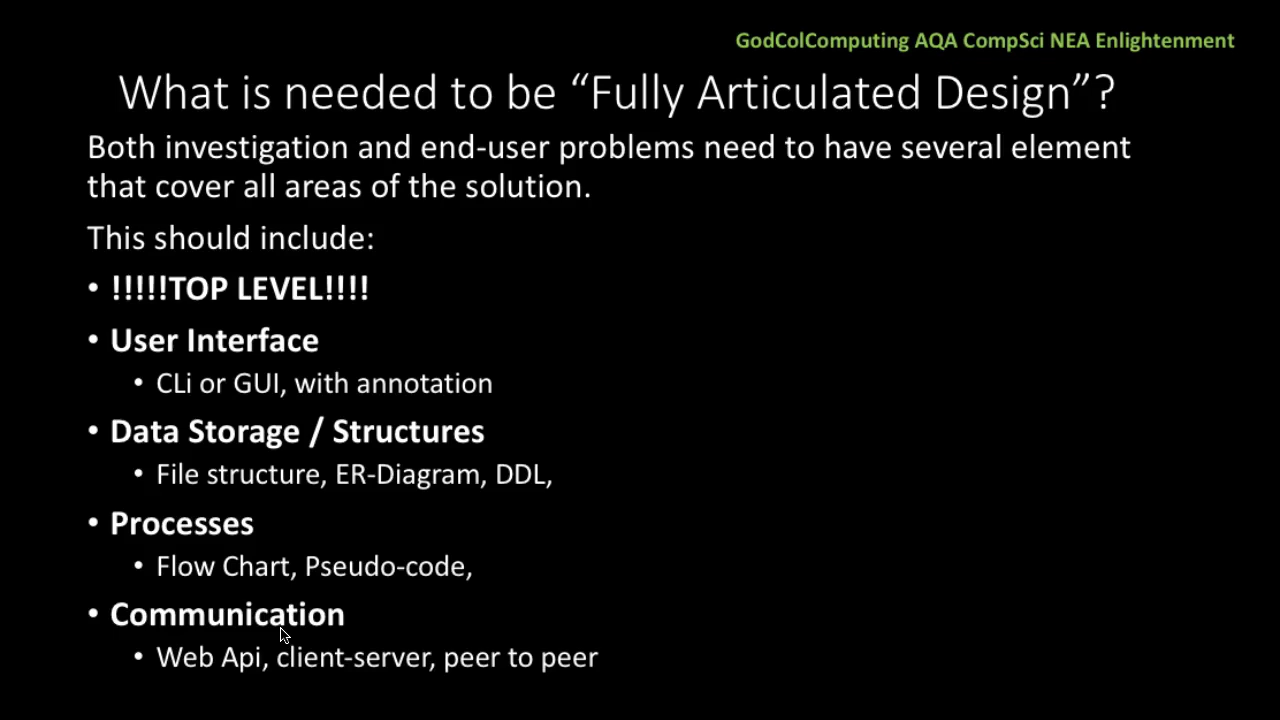 GodColComputing AQA CompSci NEA Enlightenment
What is needed to be “Fully Articulated Design”?
Both investigation and end-user problems need to have several element
that cover all areas of the solution.
This should include:
• !!!!!TOP LEVEL!!!!
• User Interface
• CLi or GUI, with annotation
• Data Storage / Structures
• File structure, ER-Diagram, DDL,
• Processes
• Flow Chart, Pseudo-code,
• Communication
• Web Api, client-server, peer to peer